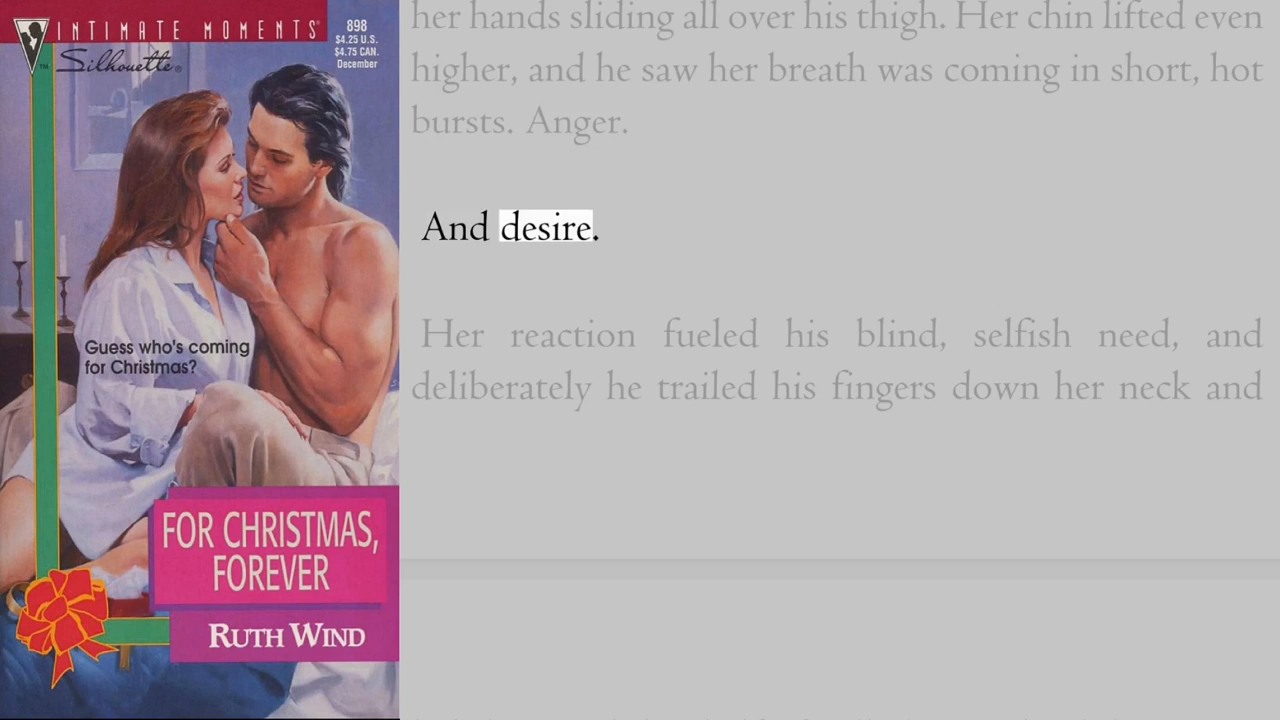 INTIMATE MOMENTS®
™ Silhouette®
898
$4.25 U.S.
$4.75 CAN.
December
Guess who's coming
for Christmas?
FOR CHRISTMAS,
FOREVER
RUTH WIND
her hands sliding all over his thigh. Her chin lifted even
higher, and he saw her breath was coming in short, hot
bursts. Anger.
And desire.
Her reaction fueled his blind, selfish need, and
deliberately he trailed his fingers down her neck and